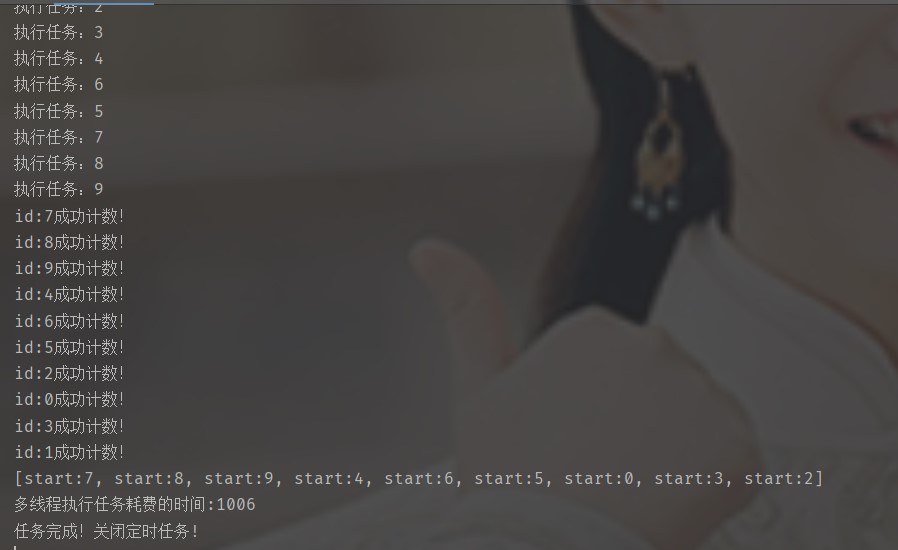 执行任务: 2
执行任务: 3
执行任务: 4
执行任务: 6
执行任务: 5
执行任务: 7
执行任务: 8
执行任务: 9
id:7成功计数!
id:8成功计数!
id:9成功计数!
id:4成功计数!
id:6成功计数!
id:5成功计数!
id:2成功计数!
id:0成功计数!
id:3成功计数!
id:1成功计数!
[start:7, start:8, start:9, start:4, start:6, start:5, start:0, start:3, start:2]
多线程执行任务耗费的时间:1006
任务完成! 关闭定时任务!